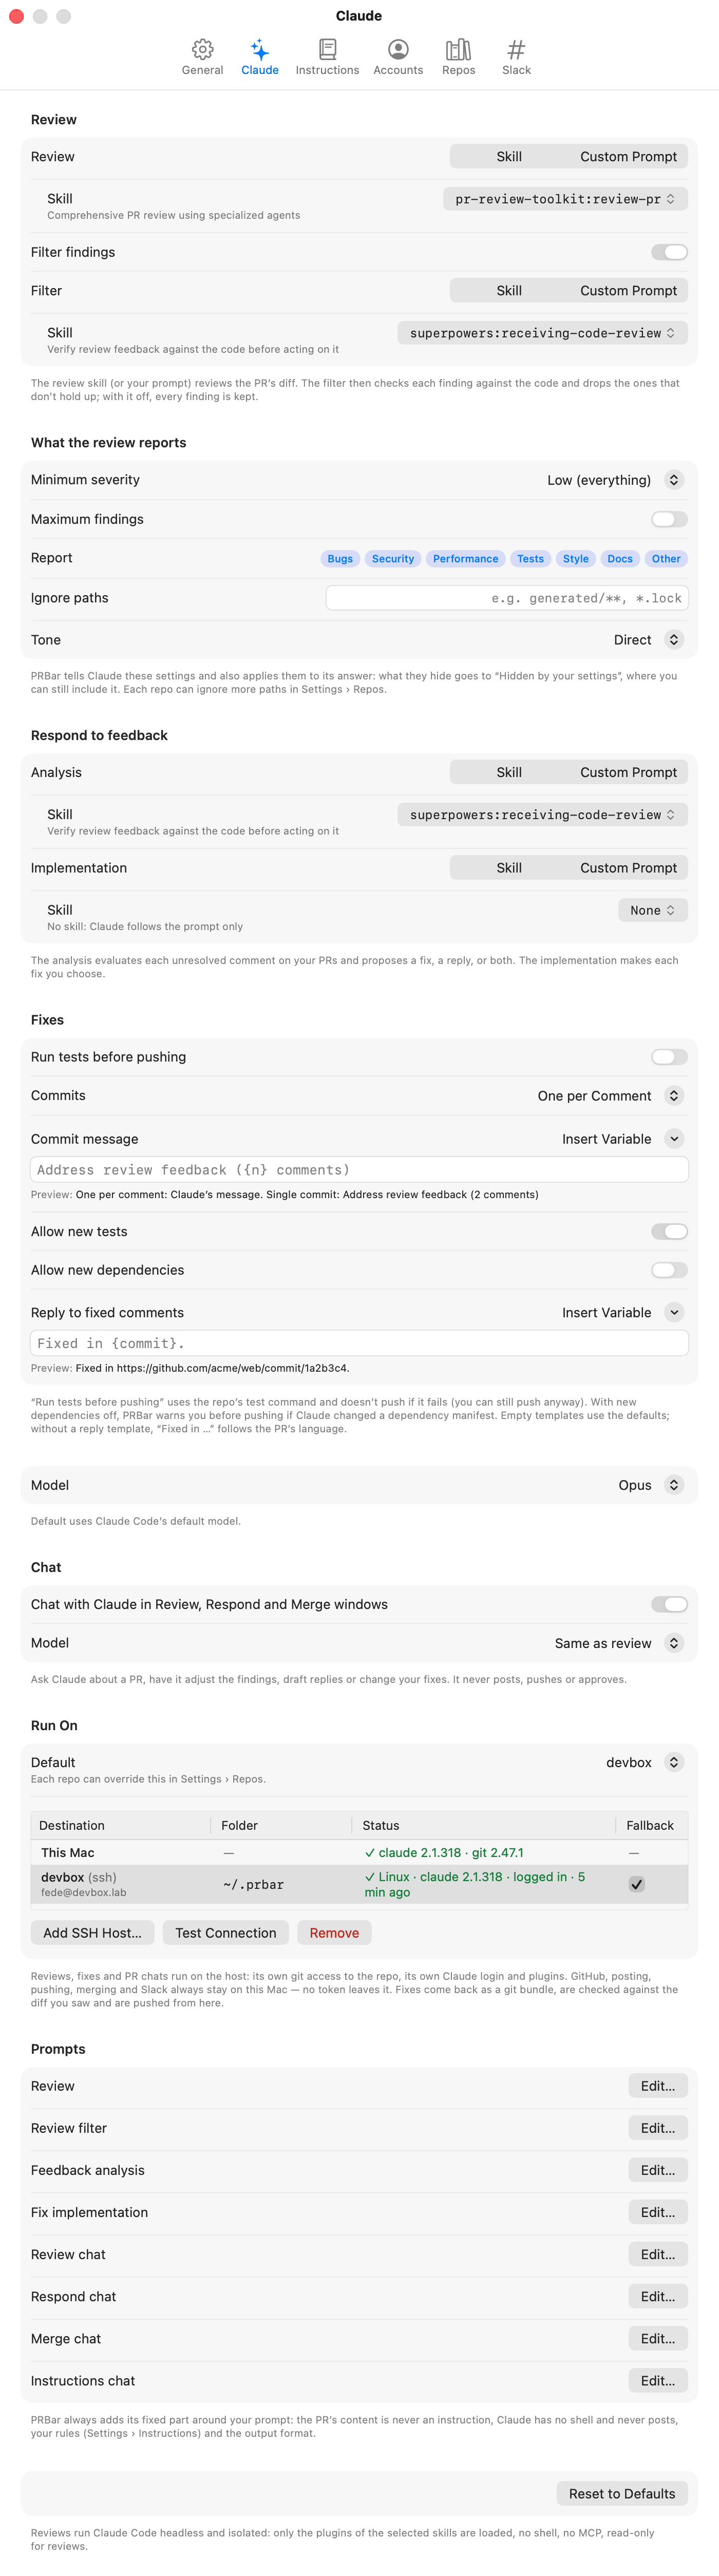 Claude
General
Claude
Instructions
Accounts
Repos
Slack
Review
Review
Skill
Custom Prompt
Skill
pr-review-toolkit:review-pr
Comprehensive PR review using specialized agents
Filter findings
Filter
Skill
Custom Prompt
Skill
superpowers:receiving-code-review
Verify review feedback against the code before acting on it
The review skill (or your prompt) reviews the PR's diff. The filter then checks each finding against the code and drops the ones that
don't hold up; with it off, every finding is kept.
What the review reports
Minimum severity
Low (everything)
Maximum findings
Report
Bugs
Security
Performance
Tests
Style
Docs
Other
Ignore paths
e.g. generated/**, *.lock
Tone
Direct
PRBar tells Claude these settings and also applies them to its answer: what they hide goes to “Hidden by your settings”, where you
can still include it. Each repo can ignore more paths in Settings › Repos.
Respond to feedback
Analysis
Skill
Custom Prompt
Skill
superpowers:receiving-code-review
Verify review feedback against the code before acting on it
Implementation
Skill
Custom Prompt
Skill
None
No skill: Claude follows the prompt only
The analysis evaluates each unresolved comment on your PRs and proposes a fix, a reply, or both. The implementation makes each
fix you choose.
Fixes
Run tests before pushing
Commits
One per Comment
Commit message
Insert Variable
Address review feedback ({n} comments)
Preview: One per comment: Claude's message. Single commit: Address review feedback (2 comments)
Allow new tests
Allow new dependencies
Reply to fixed comments
Insert Variable
Fixed in {commit}.
Preview: Fixed in https://github.com/acme/web/commit/1a2b3c4.
“Run tests before pushing” uses the repo's test command and doesn't push if it fails (you can still push anyway). With new
dependencies off, PRBar warns you before pushing if Claude changed a dependency manifest. Empty templates use the defaults;
without a reply template, “Fixed in …” follows the PR's language.
Model
Opus
Default uses Claude Code's default model.
Chat
Chat with Claude in Review, Respond and Merge windows
Model
Same as review
Ask Claude about a PR, have it adjust the findings, draft replies or change your fixes. It never posts, pushes or approves.
Run On
Default
devbox
Each repo can override this in Settings › Repos.
Destination
Folder
Status
Fallback
This Mac
—
✓ claude 2.1.318 · git 2.47.1
—
devbox (ssh)
fede@devbox.lab
~/.prbar
✓ Linux · claude 2.1.318 · logged in · 5
min ago
Add SSH Host...
Test Connection
Remove
Reviews, fixes and PR chats run on the host: its own git access to the repo, its own Claude login and plugins. GitHub, posting,
pushing, merging and Slack always stay on this Mac — no token leaves it. Fixes come back as a git bundle, are checked against the
diff you saw and are pushed from here.
Prompts
Review
Edit...
Review filter
Edit...
Feedback analysis
Edit...
Fix implementation
Edit...
Review chat
Edit...
Respond chat
Edit...
Merge chat
Edit...
Instructions chat
Edit...
PRBar always adds its fixed part around your prompt: the PR's content is never an instruction, Claude has no shell and never posts,
your rules (Settings › Instructions) and the output format.
Reset to Defaults
Reviews run Claude Code headless and isolated: only the plugins of the selected skills are loaded, no shell, no MCP, read-only
for reviews.